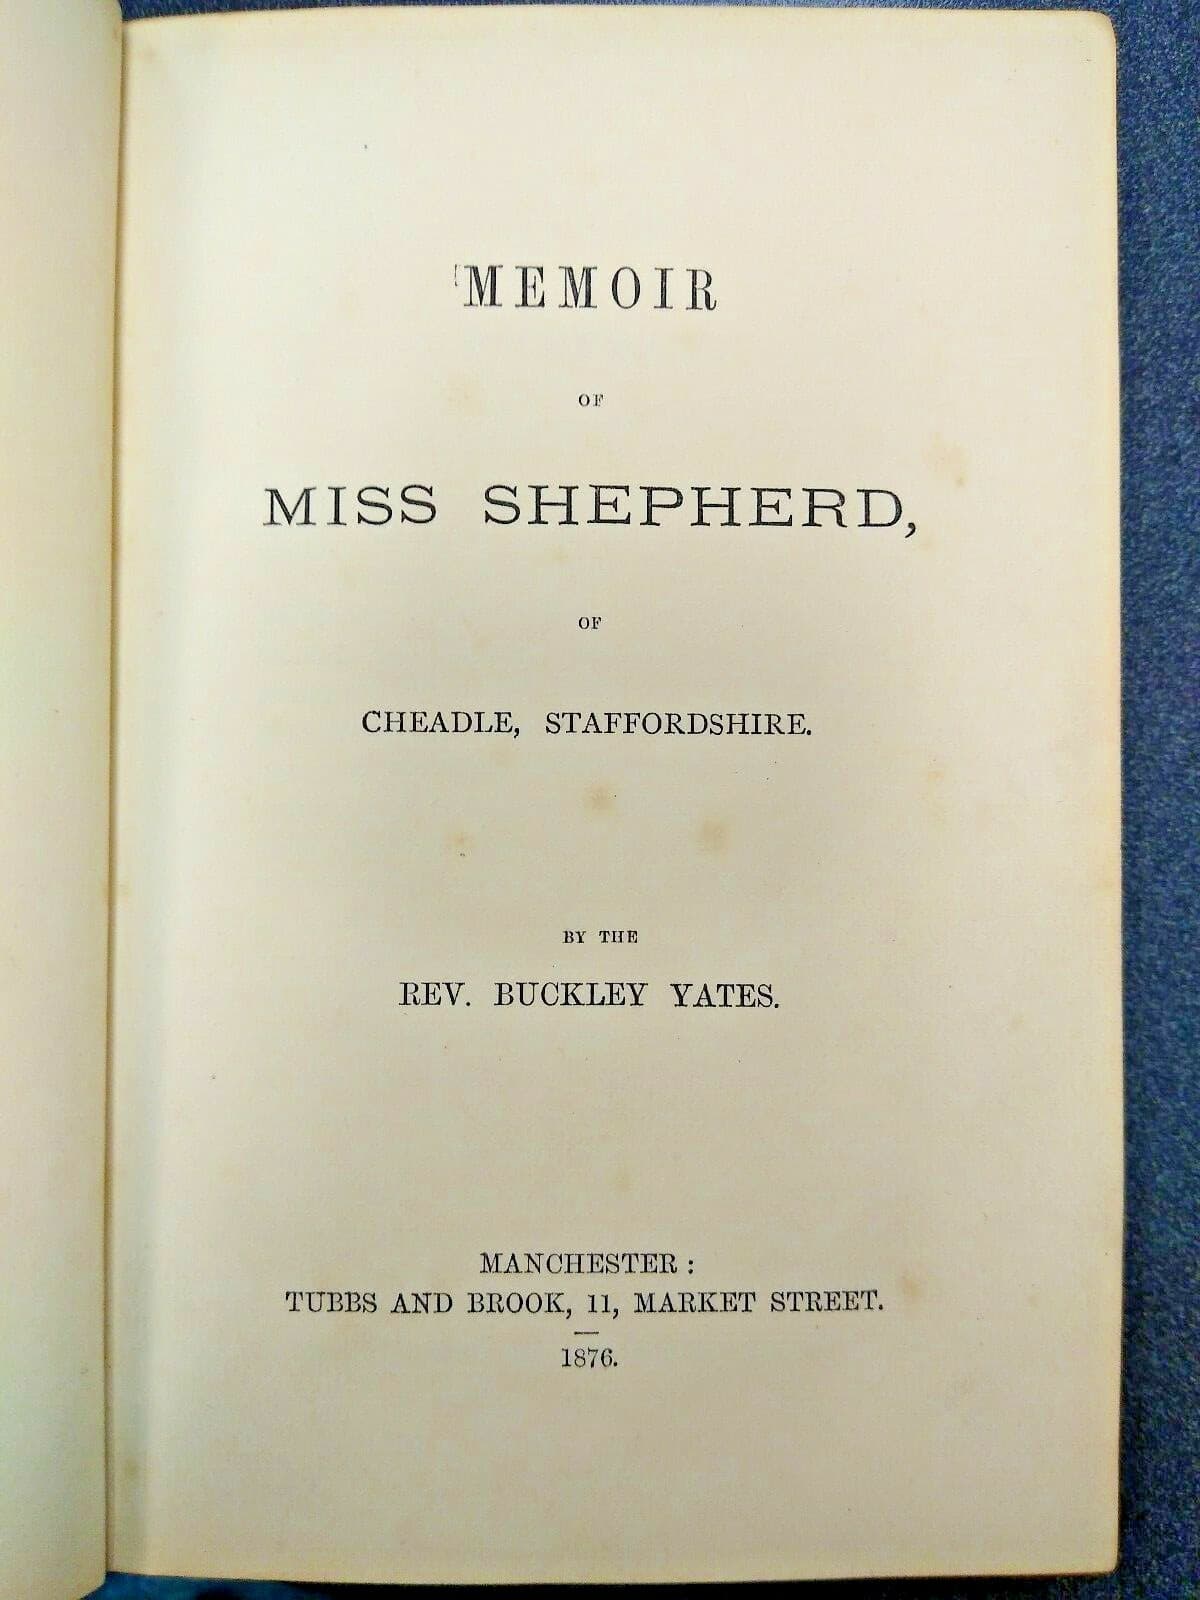 MEMOIR
OF
MISS SHEPHERD,
OF
CHEADLE, STAFFORDSHIRE.
BY THE
REV. BUCKLEY YATES.
MANCHESTER:
TUBBS AND BROOK, 11, MARKET STREET.
1876.